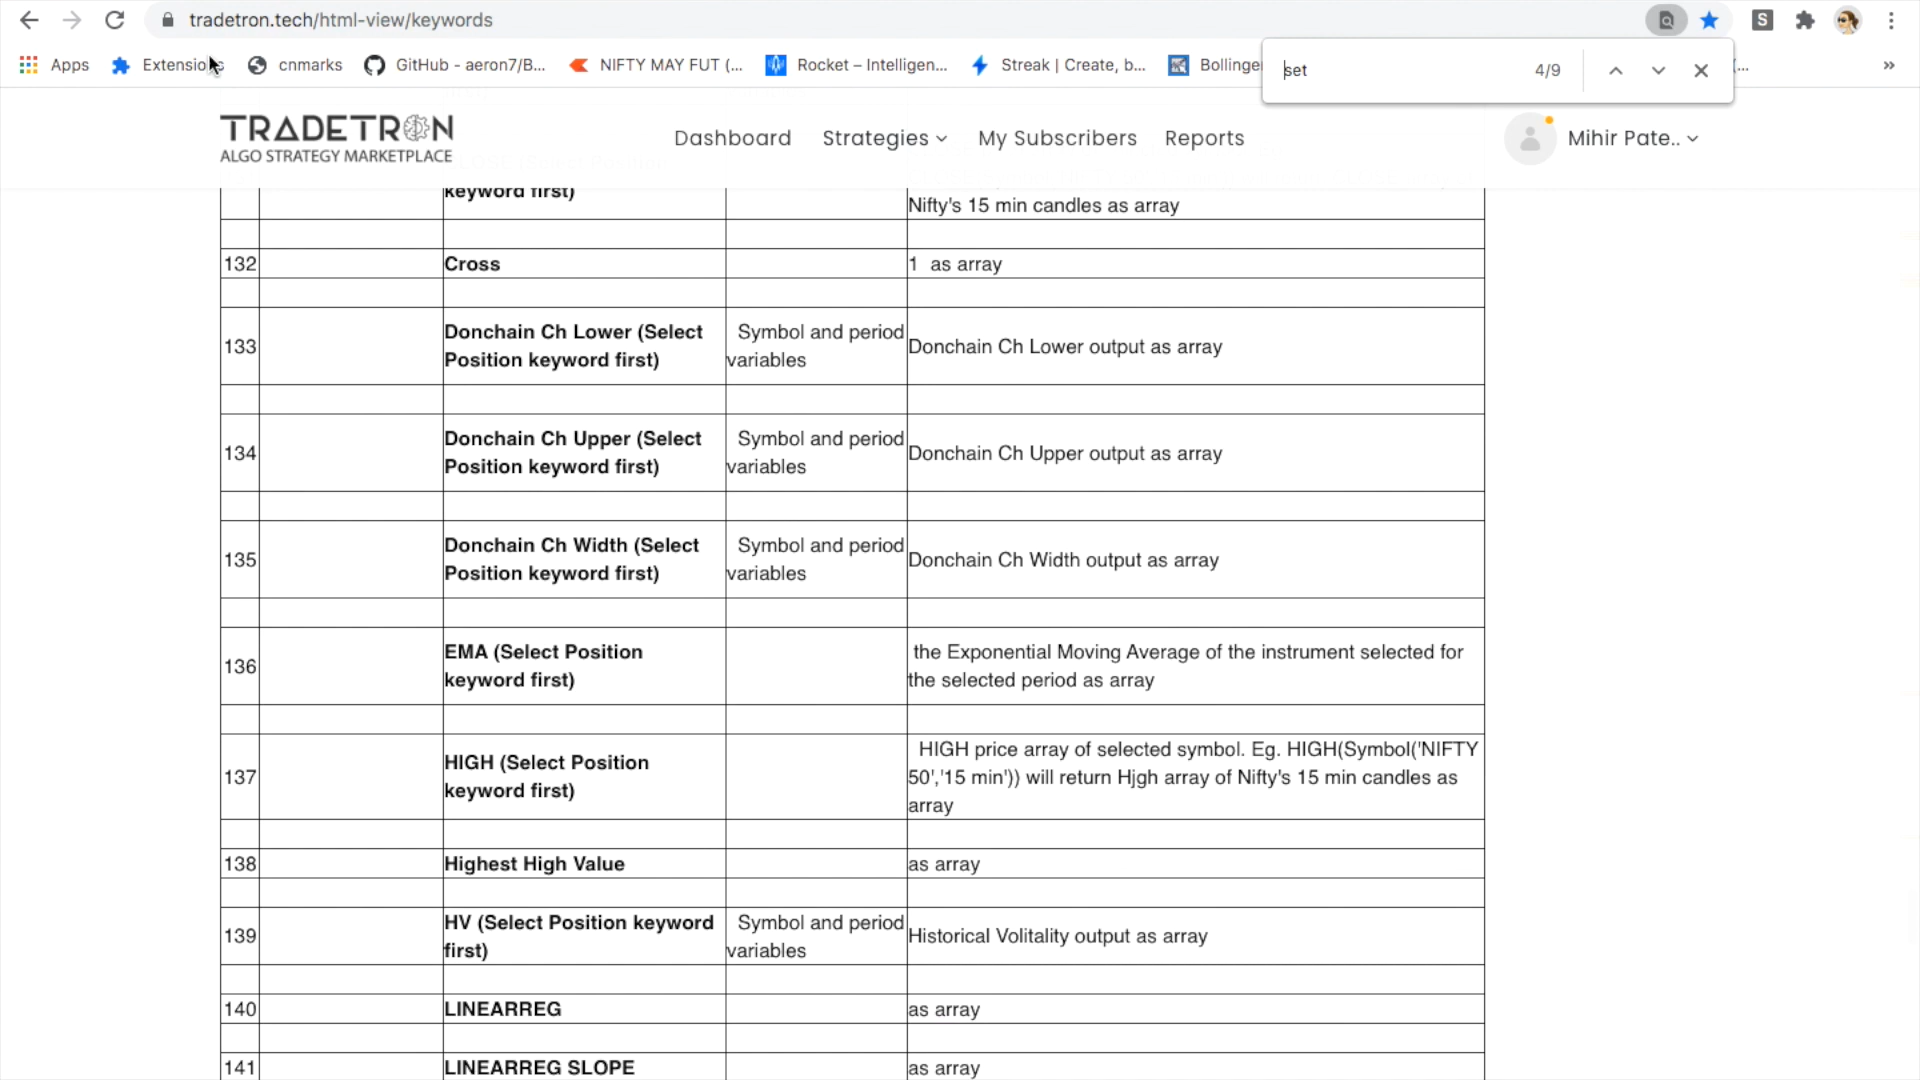 tradetron.tech/html-view/keywords
S
Apps
Extensions
cnmarks
GitHub - aeron7/B...
NIFTY MAY FUT (...
Rocket – Intelligen...
Streak | Create, b...
Bollinge
(...
»
set
4/9
TRADETRON
ALGO STRATEGY MARKETPLACE
Dashboard
Strategies
My Subscribers
Reports
Mihir Pate..
keyword first)
Nifty's 15 min candles as array
132
Cross
1 as array
133
Donchain Ch Lower (Select
Position keyword first)
Symbol and period
variables
Donchain Ch Lower output as array
134
Donchain Ch Upper (Select
Position keyword first)
Symbol and period
variables
Donchain Ch Upper output as array
135
Donchain Ch Width (Select
Position keyword first)
Symbol and period
variables
Donchain Ch Width output as array
136
EMA (Select Position
keyword first)
the Exponential Moving Average of the instrument selected for
the selected period as array
137
HIGH (Select Position
keyword first)
HIGH price array of selected symbol. Eg. HIGH(Symbol('NIFTY
50','15 min')) will return Hjgh array of Nifty's 15 min candles as
array
138
Highest High Value
as array
139
HV (Select Position keyword
first)
Symbol and period
variables
Historical Volitality output as array
140
LINEARREG
as array
141
LINEARREG SLOPE
as array